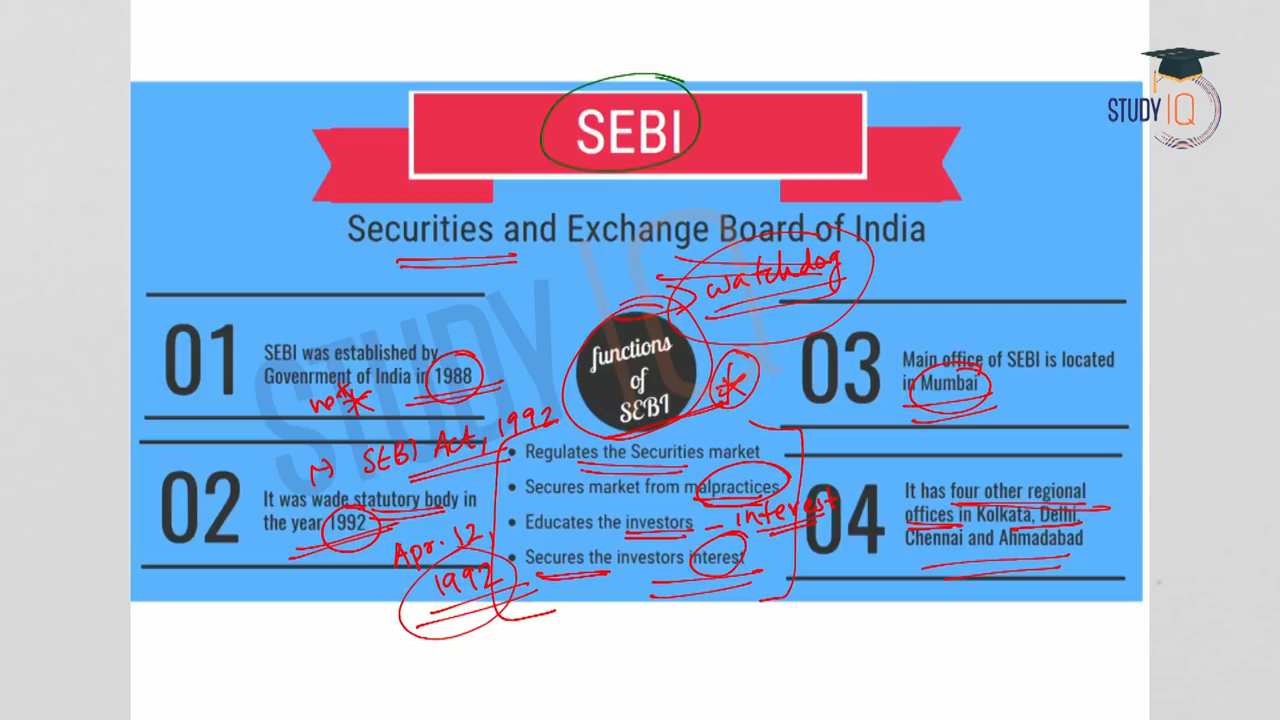 STUDY IQ
SEBI
Securities and Exchange Board of India
watchdog
01
SEBI was established by
Govenrment of India in 1988
SEBI Act, 1992
02
It was wade statutory body in
the year 1992
Apr. 12,
1992
functions
of
SEBI
• Regulates the Securities market
• Secures market from malpractices
• Educates the investors – interest
• Secures the investors interest
03
Main office of SEBI is located
in Mumbai
04
It has four other regional
offices in Kolkata, Delhi,
Chennai and Ahmadabad
STUDY IQ